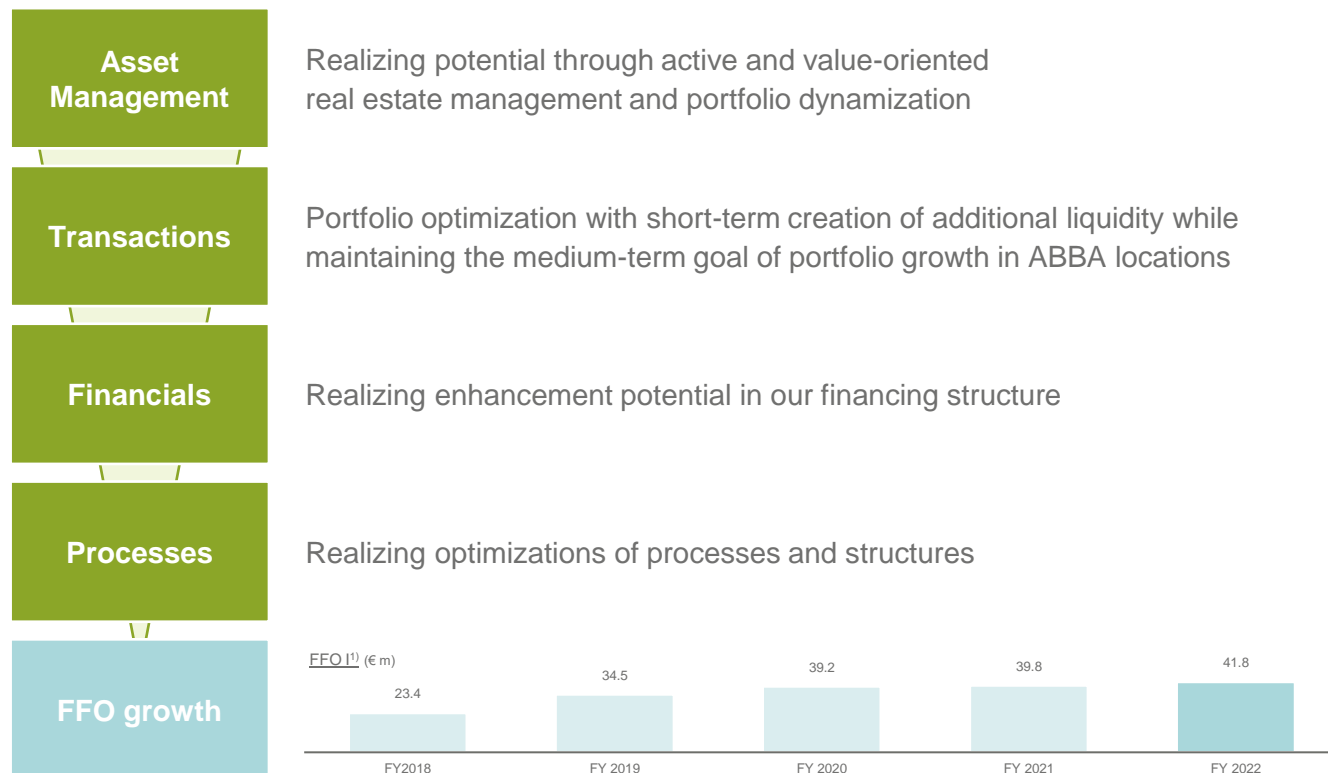 Asset
Management
Realizing potential through active and value-oriented
real estate management and portfolio dynamization
Transactions
Portfolio optimization with short-term creation of additional liquidity while
maintaining the medium-term goal of portfolio growth in ABBA locations
Financials
Realizing enhancement potential in our financing structure
Processes
Realizing optimizations of processes and structures
FFO growth
FFO I1) (€ m)
23.4
34.5
39.2
39.8
41.8
FY2018
FY 2019
FY 2020
FY 2021
FY 2022